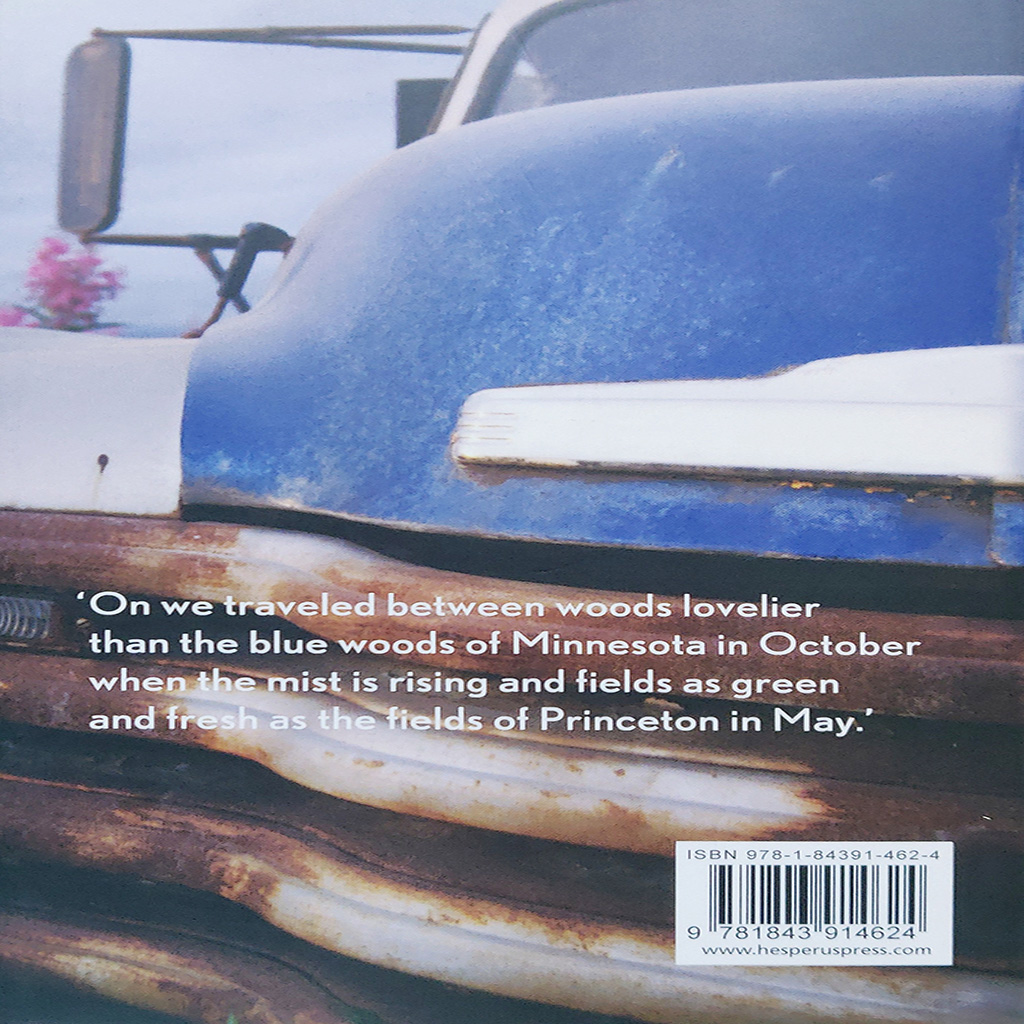 ‘On we traveled between woods lovelier
than the blue woods of Minnesota in October
when the mist is rising and fields as green
and fresh as the fields of Princeton in May.’
ISBN 978-1-84391-462-4
9 781843 914624
www.hesperuspress.com